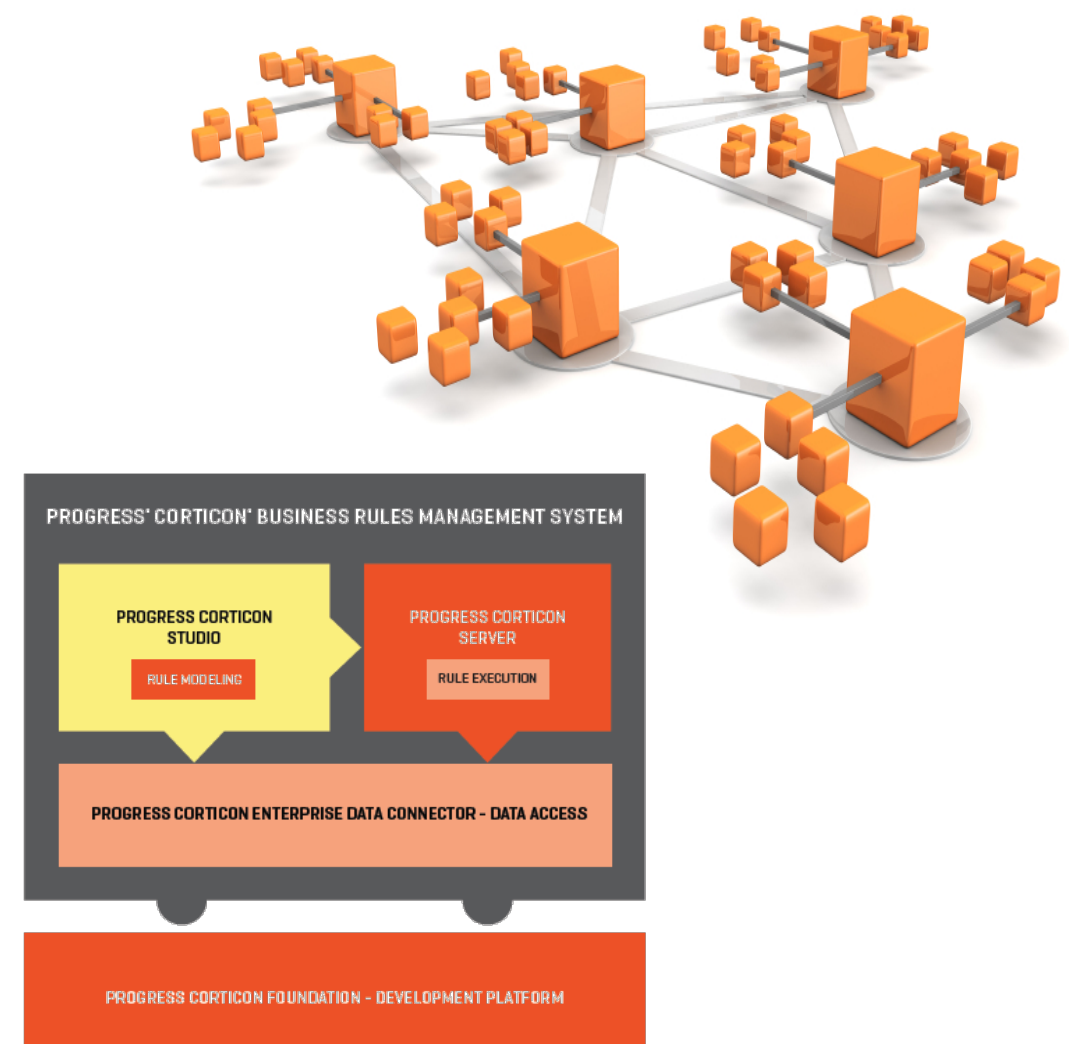 PROGRESS' CORTICON' BUSINESS RULES MANAGEMENT SYSTEM
PROGRESS CORTICON
STUDIO
RULE MODELING
PROGRESS CORTICON
SERVER
RULE EXECUTION
PROGRESS CORTICON ENTERPRISE DATA CONNECTOR - DATA ACCESS
PROGRESS CORTICON FOUNDATION - DEVELOPMENT PLATFORM